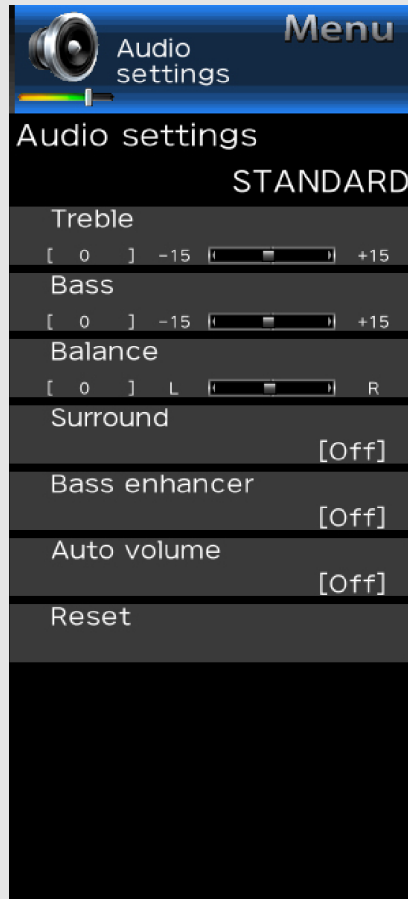 Menu
Audio
settings
Audio settings
STANDARD
Treble
[ 0 ] -15 +15
Bass
[ 0 ] -15 +15
Balance
[ 0 ] L R
Surround
[Off]
Bass enhancer
[Off]
Auto volume
[Off]
Reset